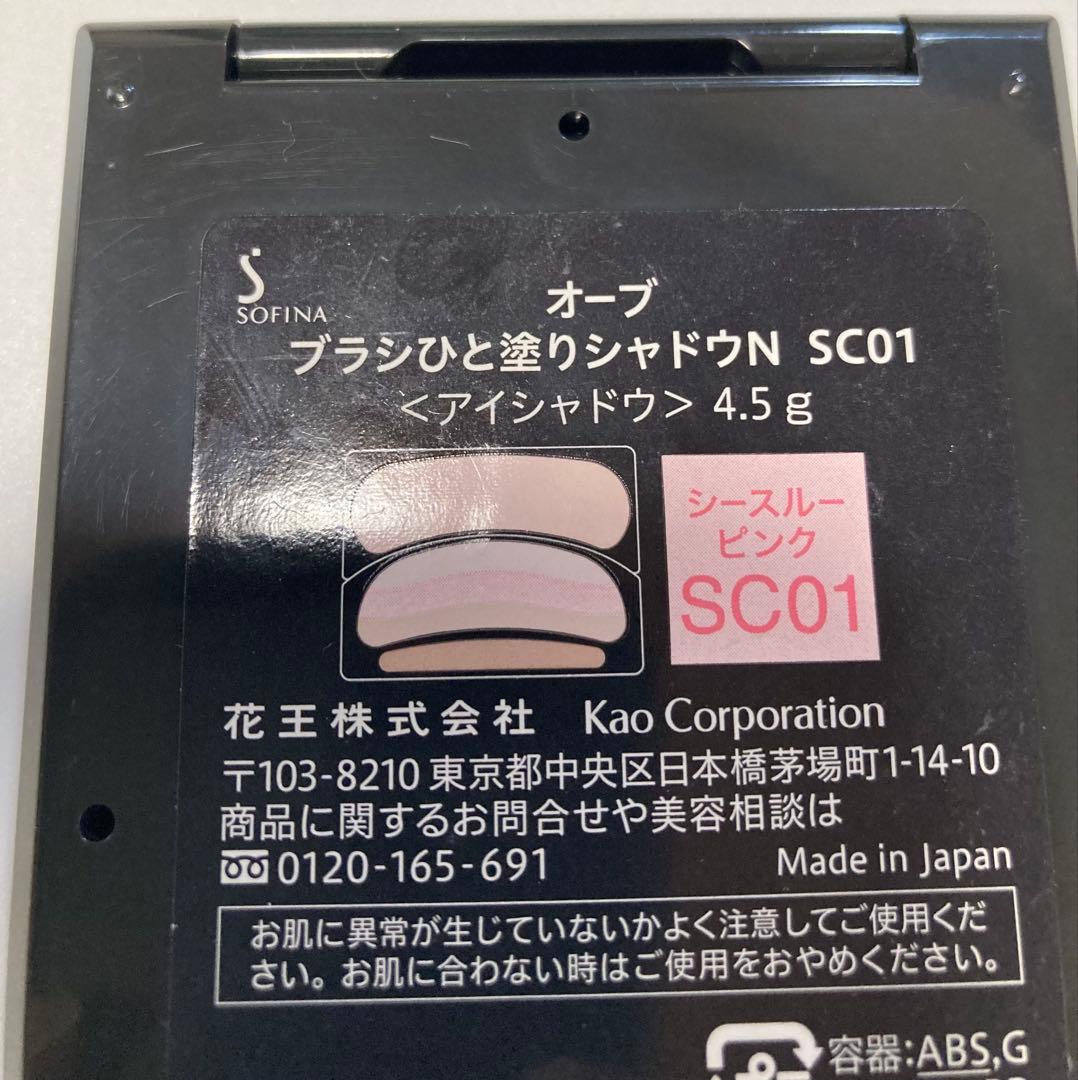 SOFINA
オーブ
ブラシひと塗りシャドウN SC01
＜アイシャドウ＞ 4.5 g
シースルー
ピンク
SC01
花王株式会社 Kao Corporation
〒103-8210 東京都中央区日本橋茅場町1-14-10
商品に関するお問合せや美容相談は
0120-165-691 Made in Japan
お肌に異常が生じていないかよく注意してご使用くだ
さい。お肌に合わない時はご使用をおやめください。
容器:ABS,G